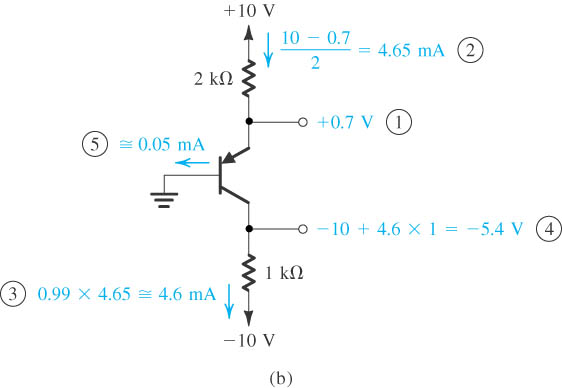 +10 V
10 − 0.7
2
= 4.65 mA ②
2 kΩ
+0.7 V ①
⑤ ≅ 0.05 mA
−10 + 4.6 × 1 = −5.4 V ④
1 kΩ
③ 0.99 × 4.65 ≅ 4.6 mA
−10 V
(b)